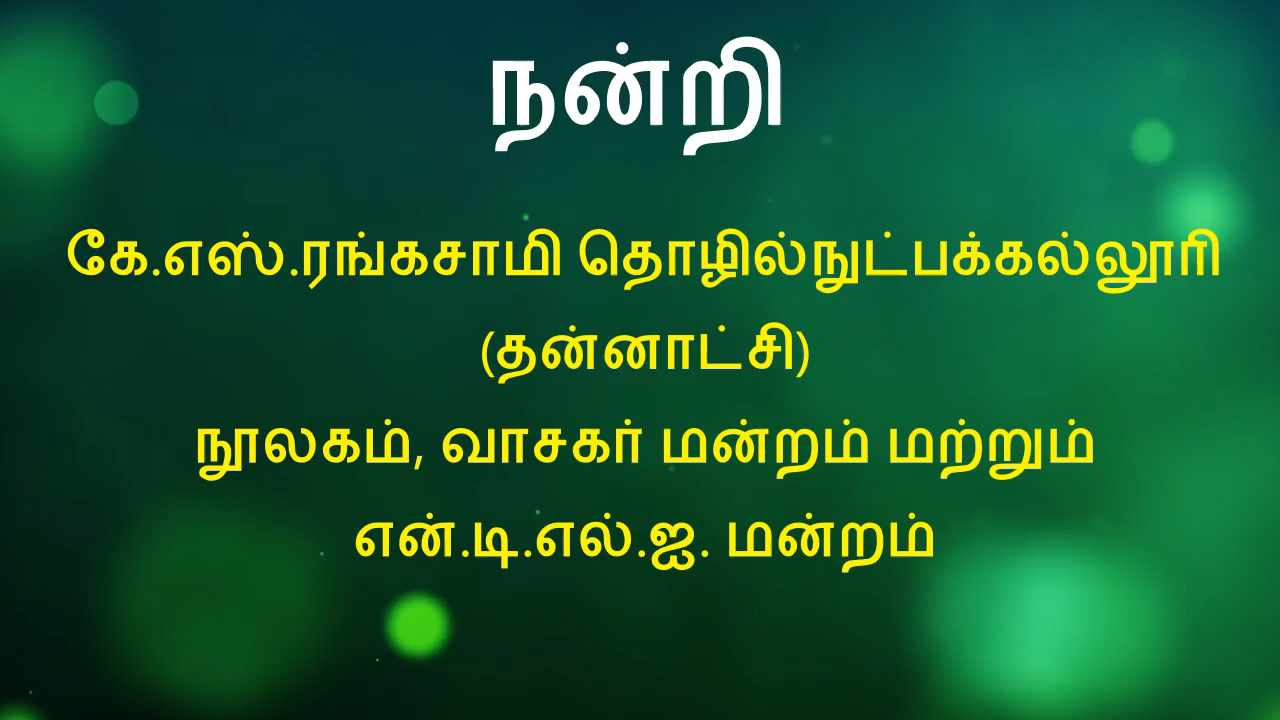 நன்றி
கே.எஸ்.ரங்கசாமி தொழில்நுட்பக்கல்லூரி
(தன்னாட்சி)
நூலகம், வாசகர் மன்றம் மற்றும்
என்.டி.எல்.ஐ. மன்றம்